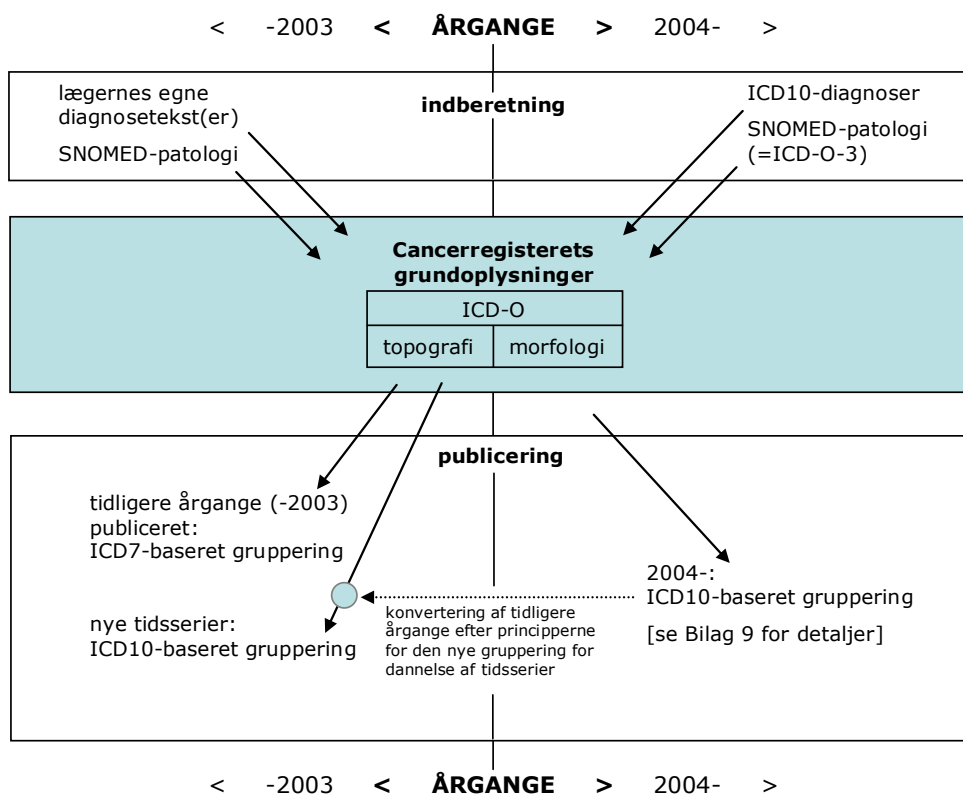 < -2003 < ÅRGANGE > 2004- >
lægernes egne
diagnosetekst(er)
SNOMED-patologi
indberetning
ICD10-diagnoser
SNOMED-patologi
(=ICD-O-3)
Cancerregisterets
grundoplysninger
ICD-O
topografi
morfologi
publicering
tidligere årgange (-2003)
publiceret:
ICD7-baseret gruppering
nye tidsserier:
ICD10-baseret gruppering
konvertering af tidligere
årgange efter principperne
for den nye gruppering for
dannelse af tidsserier
2004-:
ICD10-baseret gruppering
[se Bilag 9 for detaljer]
< -2003 < ÅRGANGE > 2004- >